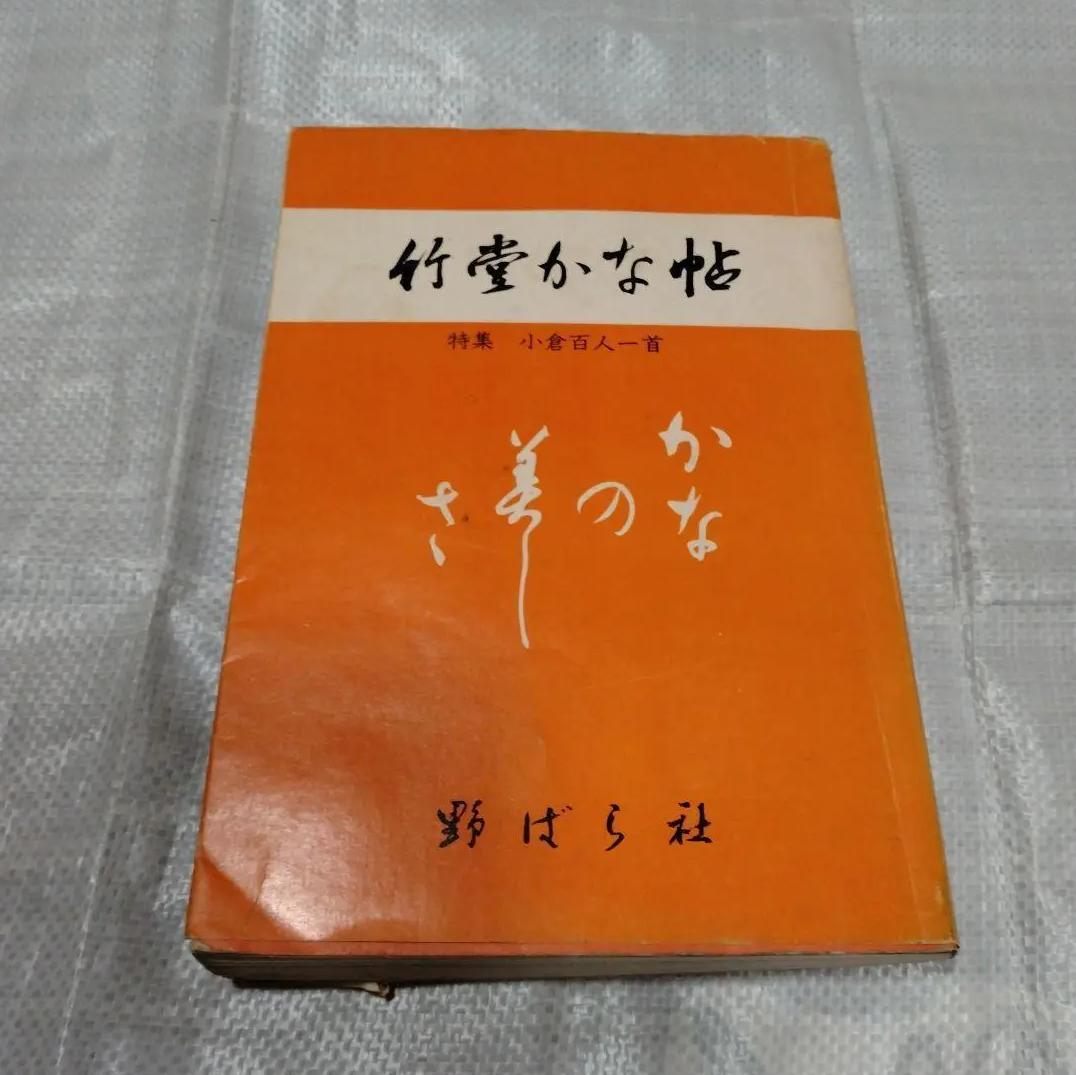 竹堂かな帖
特集 小倉百人一首
かな
の
美し
さ
野ばら社